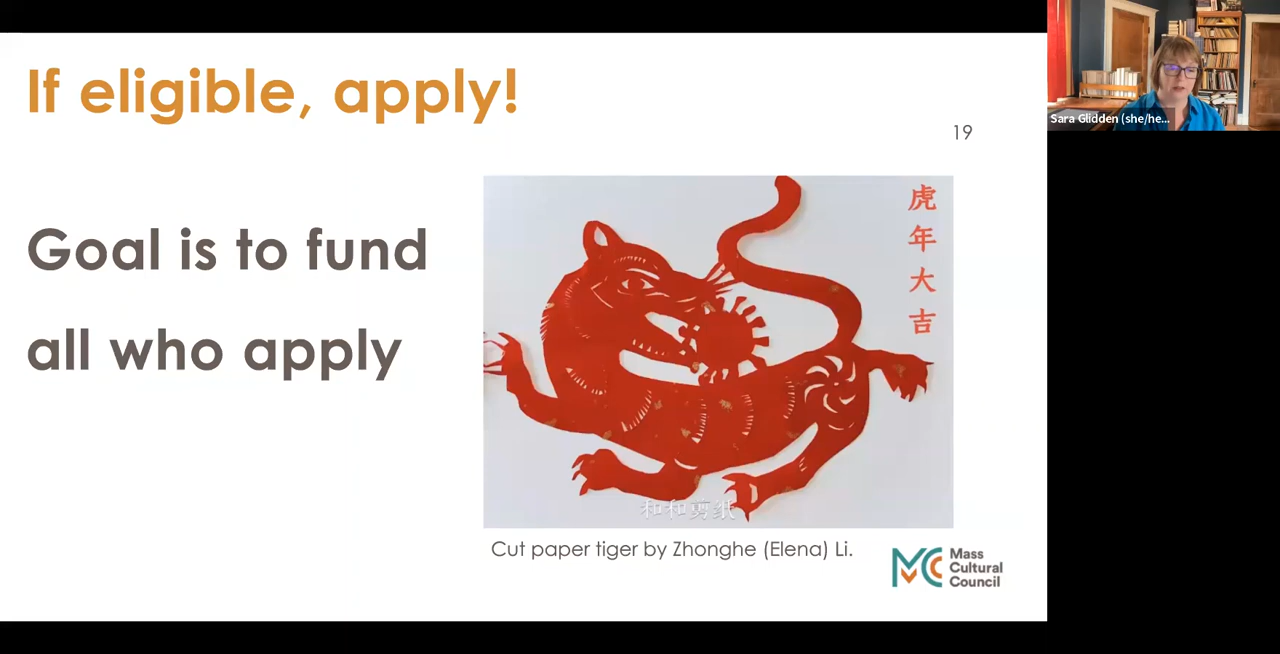 If eligible, apply!
19
Goal is to fund
all who apply
虎
年
大
吉
和和剪纸
Cut paper tiger by Zhonghe (Elena) Li.
Mass
Cultural
Council
Sara Glidden (she/he...